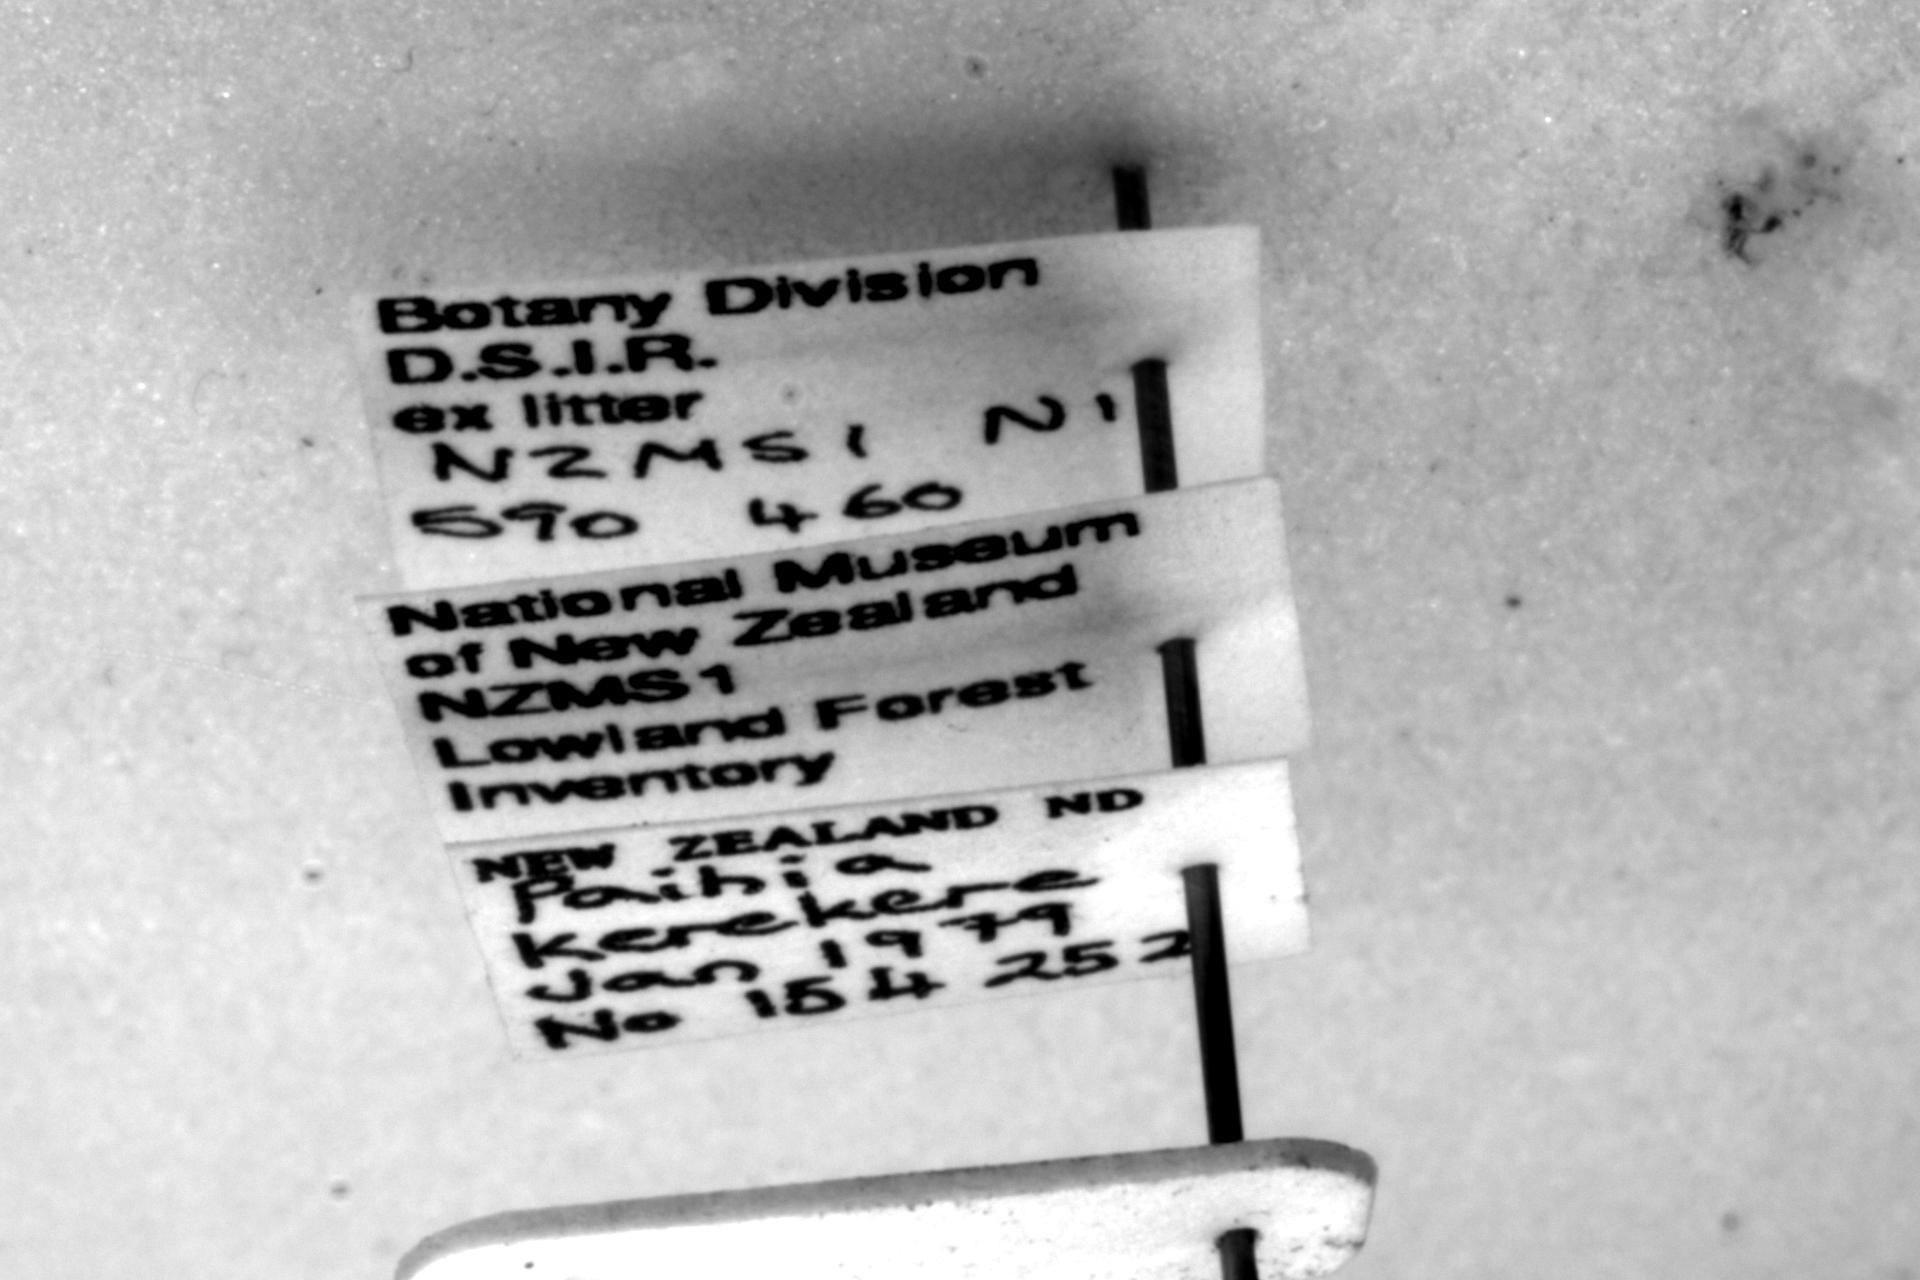 Botany Division
D.S.I.R.
ex litter
NZMS1 N1
590 460
National Museum
of New Zealand
NZMS1
Lowland Forest
Inventory
NEW ZEALAND ND
Paihia
Kerekere
Jan 1979
No 154 252